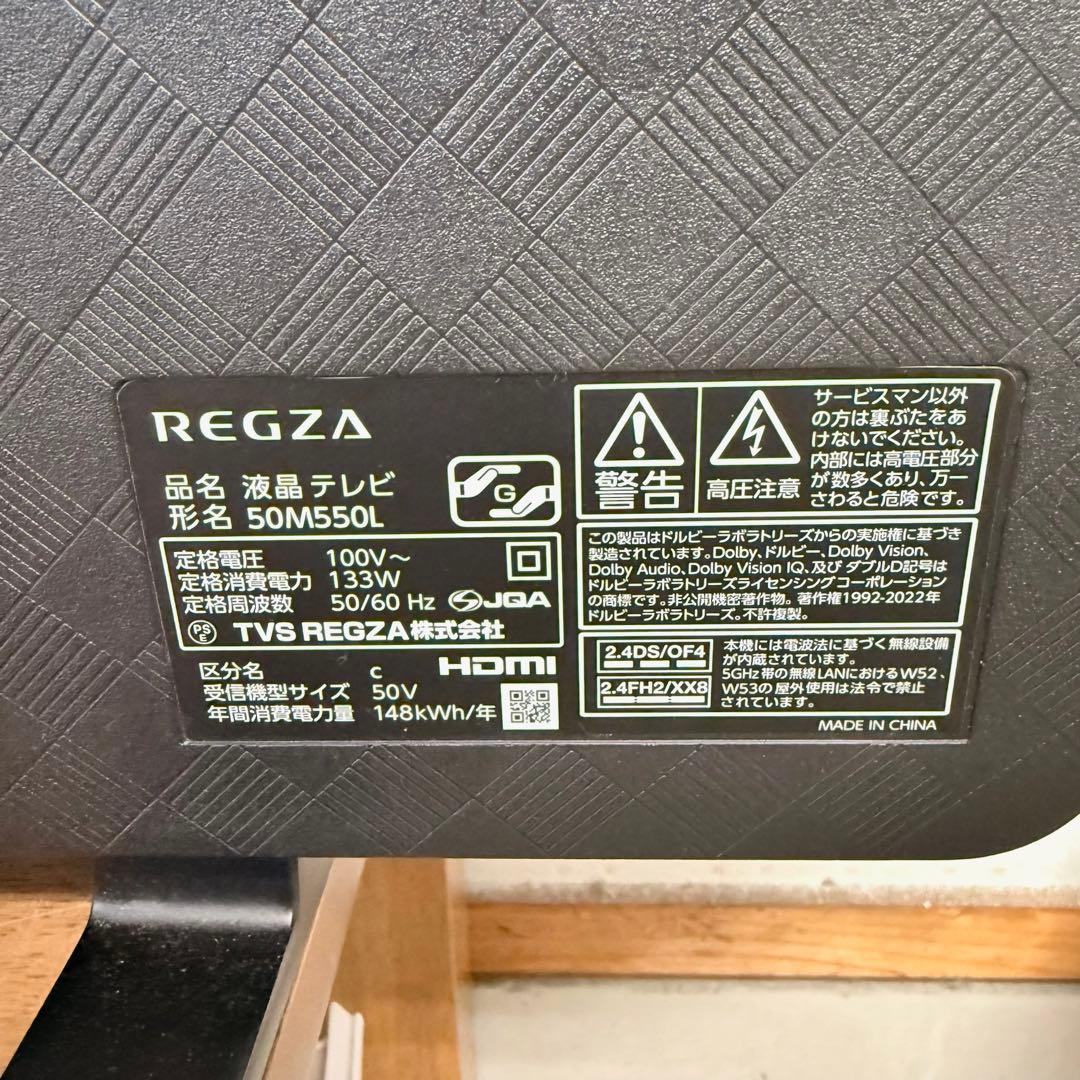 REGZA
品名 液晶テレビ
形名 50M550L
G
定格電圧 100V～
定格消費電力 133W
定格周波数 50/60 Hz
JQA
PSE
TVS REGZA株式会社
区分名 c
受信機型サイズ 50V
年間消費電力量 148kWh/年
HDMI
警告
高圧注意
サービスマン以外
の方は裏ぶたをあ
けないでください。
内部には高電圧部分
が数多くあり、万一
さわると危険です。
この製品はドルビーラボラトリーズからの実施権に基づき
製造されています。Dolby、ドルビー、Dolby Vision、
Dolby Audio、Dolby Vision IQ、及び ダブルD記号は
ドルビーラボラトリーズライセンシングコーポレーション
の商標です。非公開機密著作物。著作権1992-2022年
ドルビーラボラトリーズ。不許複製。
2.4DS/OF4
2.4FH2/XX8
本機には電波法に基づく無線設備
が内蔵されています。
5GHz帯の無線LANにおけるW52、
W53の屋外使用は法令で禁止
されています。
MADE IN CHINA